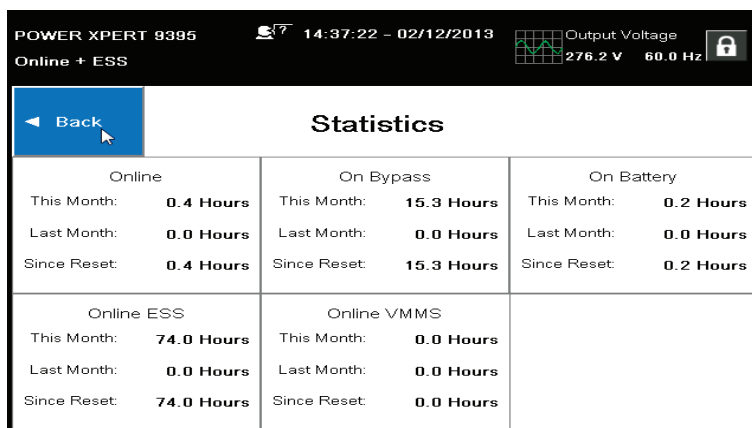 POWER XPERT 9395 ? 14:37:22 - 02/12/2013 Output Voltage
Online + ESS 276.2 V 60.0 Hz
◄ Back Statistics
Online On Bypass On Battery
This Month: 0.4 Hours This Month: 15.3 Hours This Month: 0.2 Hours
Last Month: 0.0 Hours Last Month: 0.0 Hours Last Month: 0.0 Hours
Since Reset: 0.4 Hours Since Reset: 15.3 Hours Since Reset: 0.2 Hours
Online ESS Online VMMS
This Month: 74.0 Hours This Month: 0.0 Hours
Last Month: 0.0 Hours Last Month: 0.0 Hours
Since Reset: 74.0 Hours Since Reset: 0.0 Hours